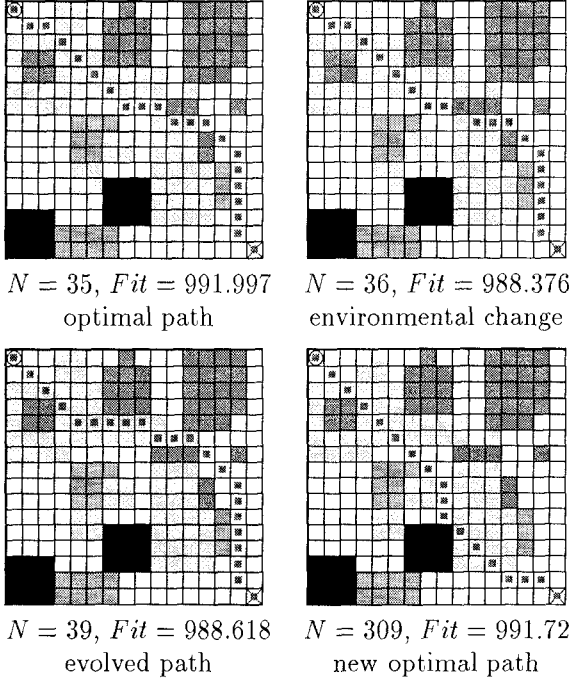 N = 35, Fit = 991.997
optimal path
N = 36, Fit = 988.376
environmental change
N = 39, Fit = 988.618
evolved path
N = 309, Fit = 991.72
new optimal path